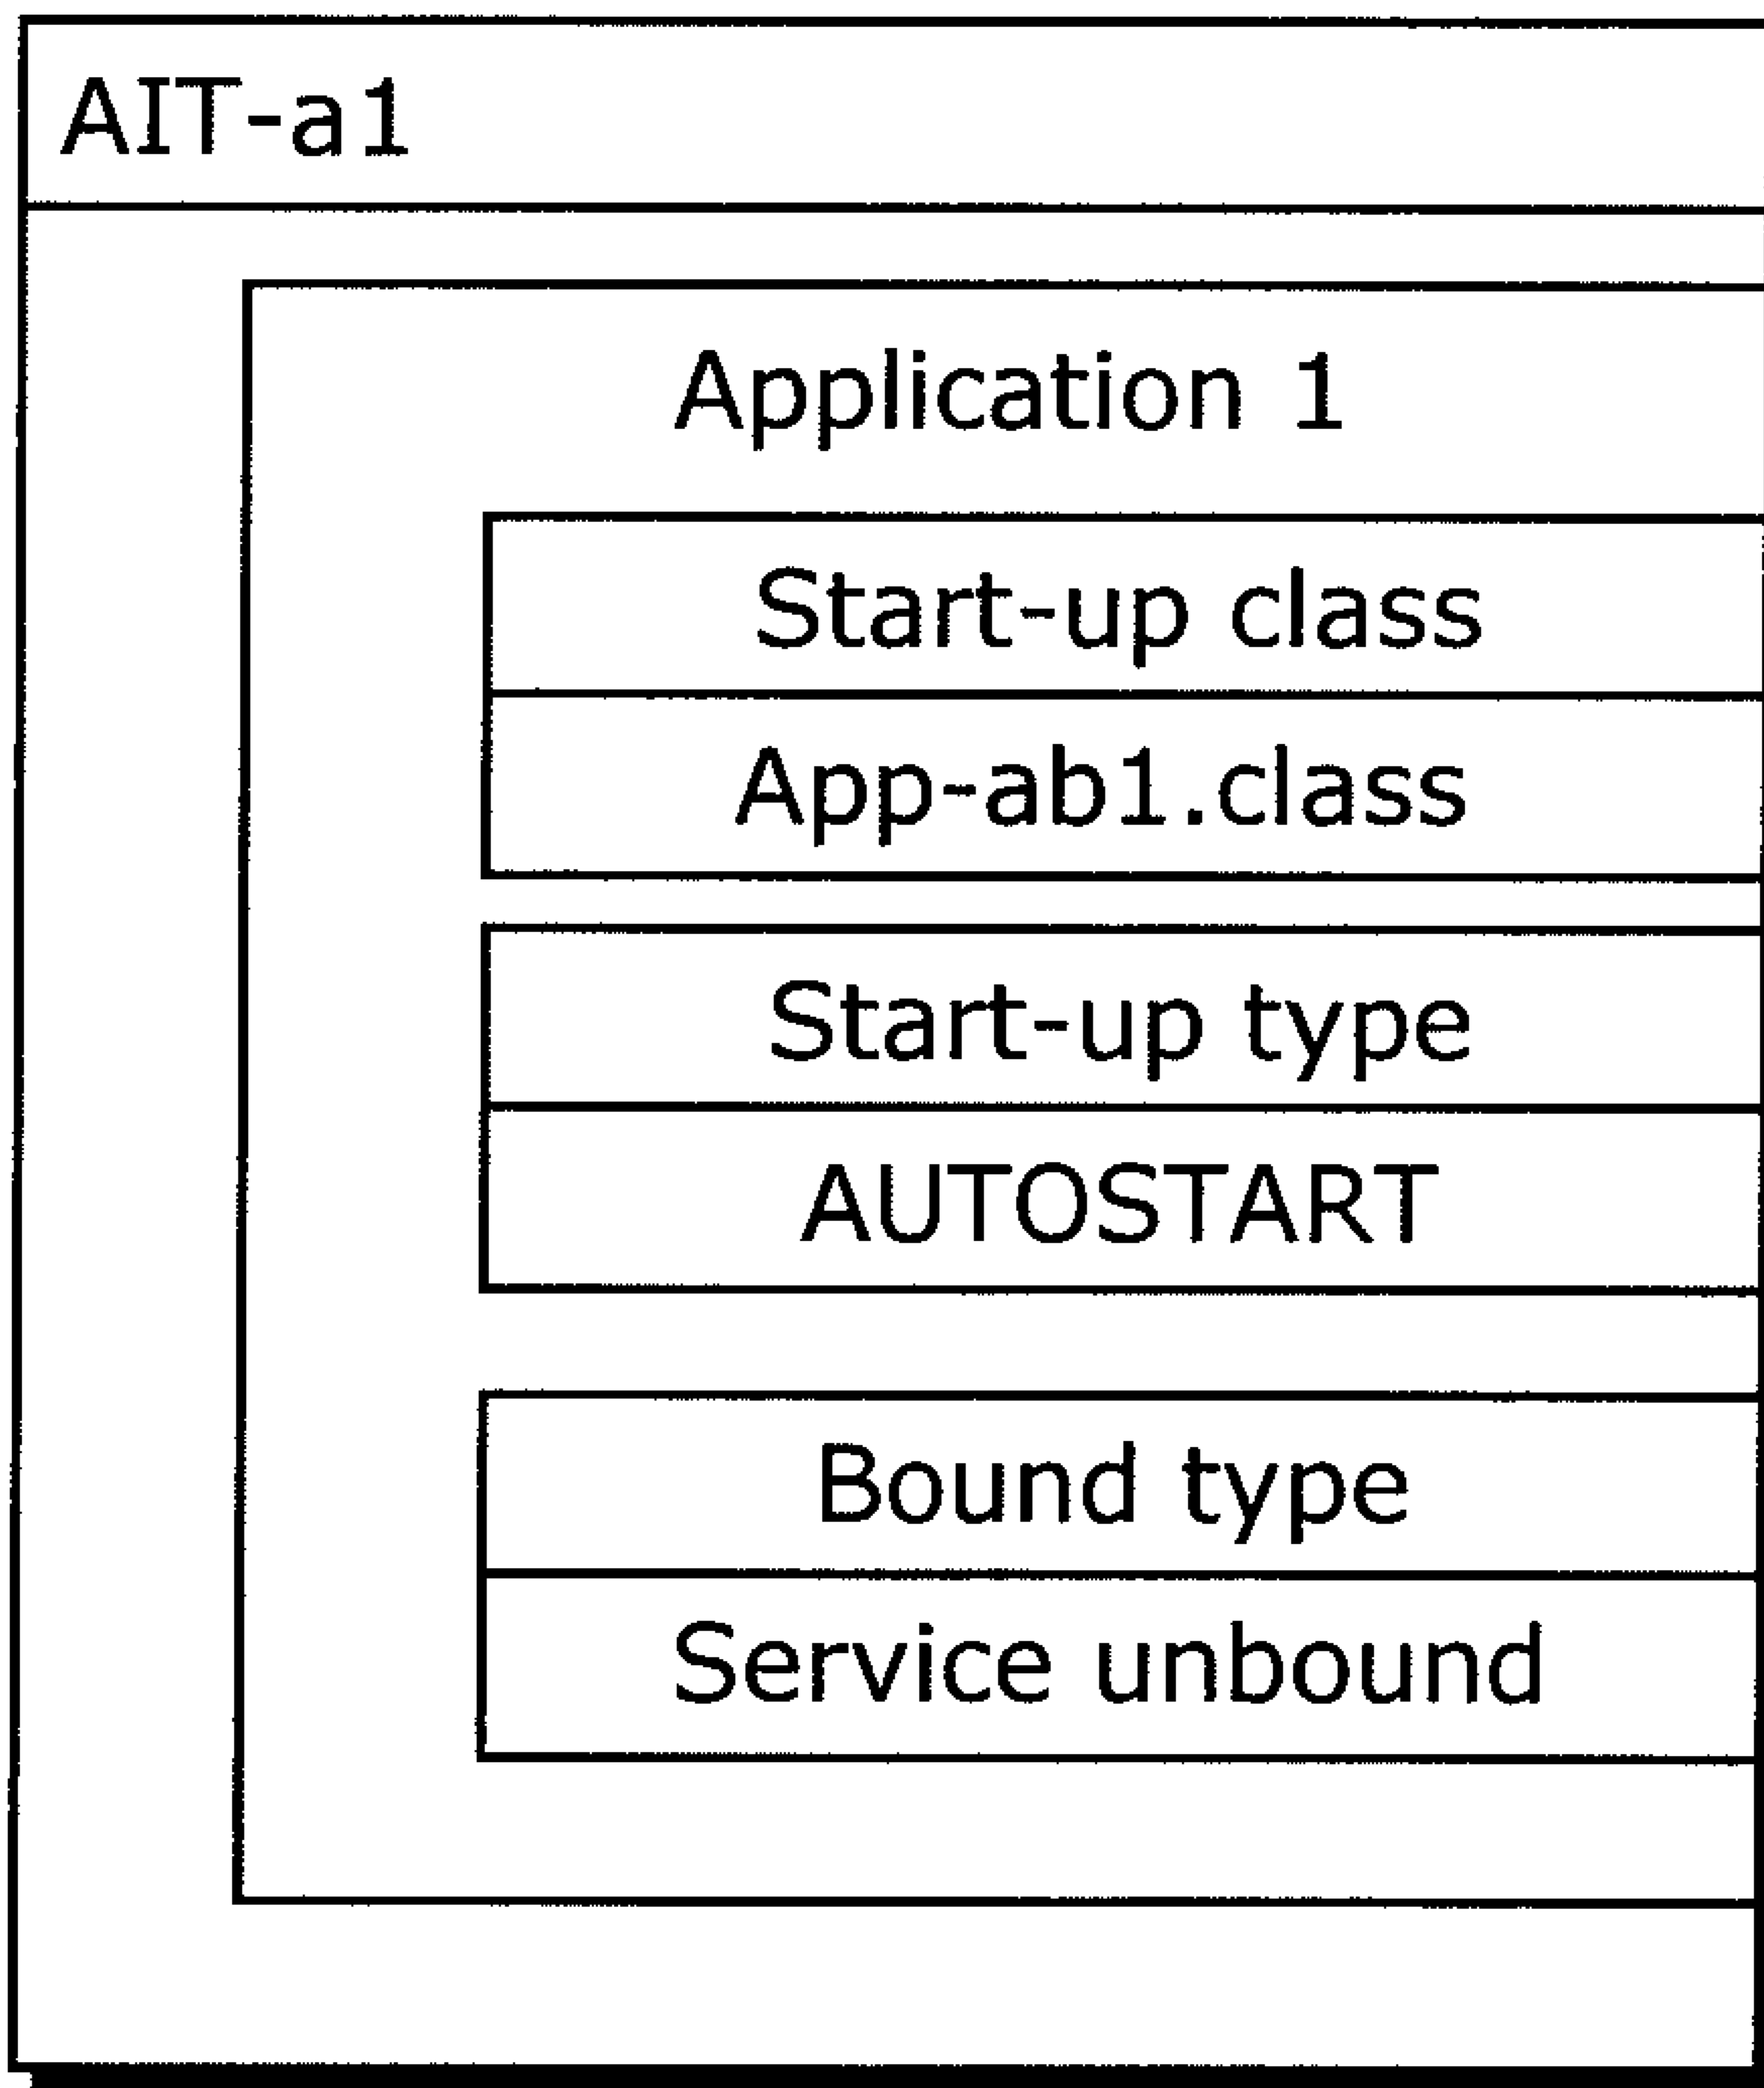 AIT-a1
Application 1
Start-up class
App-ab1.class
Start-up type
AUTOSTART
Bound type
Service unbound